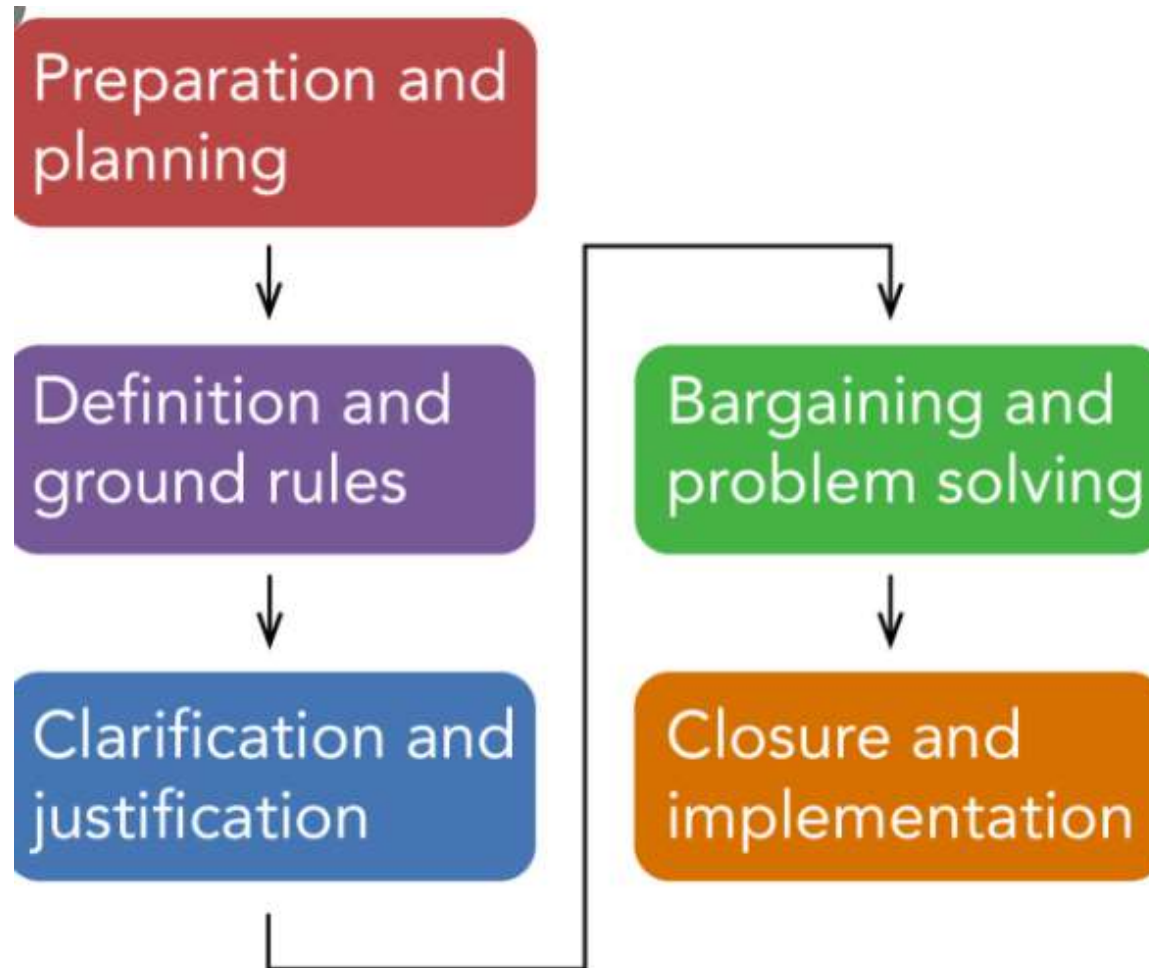 Preparation and
planning
Definition and
ground rules
Clarification and
justification
Bargaining and
problem solving
Closure and
implementation